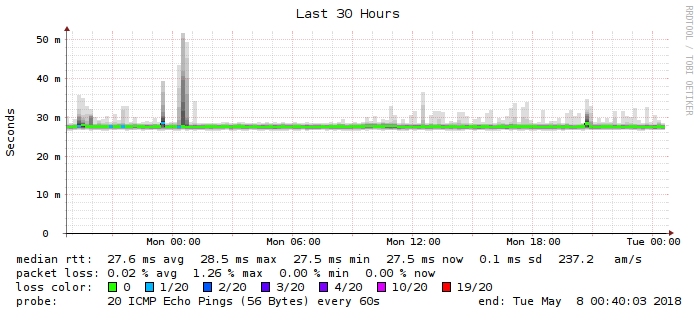 Last 30 Hours
RRDTOOL / TOBI OETIKER
Seconds
50 m
40 m
30 m
20 m
10 m
0
Mon 00:00 Mon 06:00 Mon 12:00 Mon 18:00 Tue 00:00
median rtt: 27.6 ms avg 28.5 ms max 27.5 ms min 27.5 ms now 0.1 ms sd 237.2 am/s
packet loss: 0.02 % avg 1.26 % max 0.00 % min 0.00 % now
loss color: 0 1/20 2/20 3/20 4/20 10/20 19/20
probe: 20 ICMP Echo Pings (56 Bytes) every 60s end: Tue May 8 00:40:03 2018